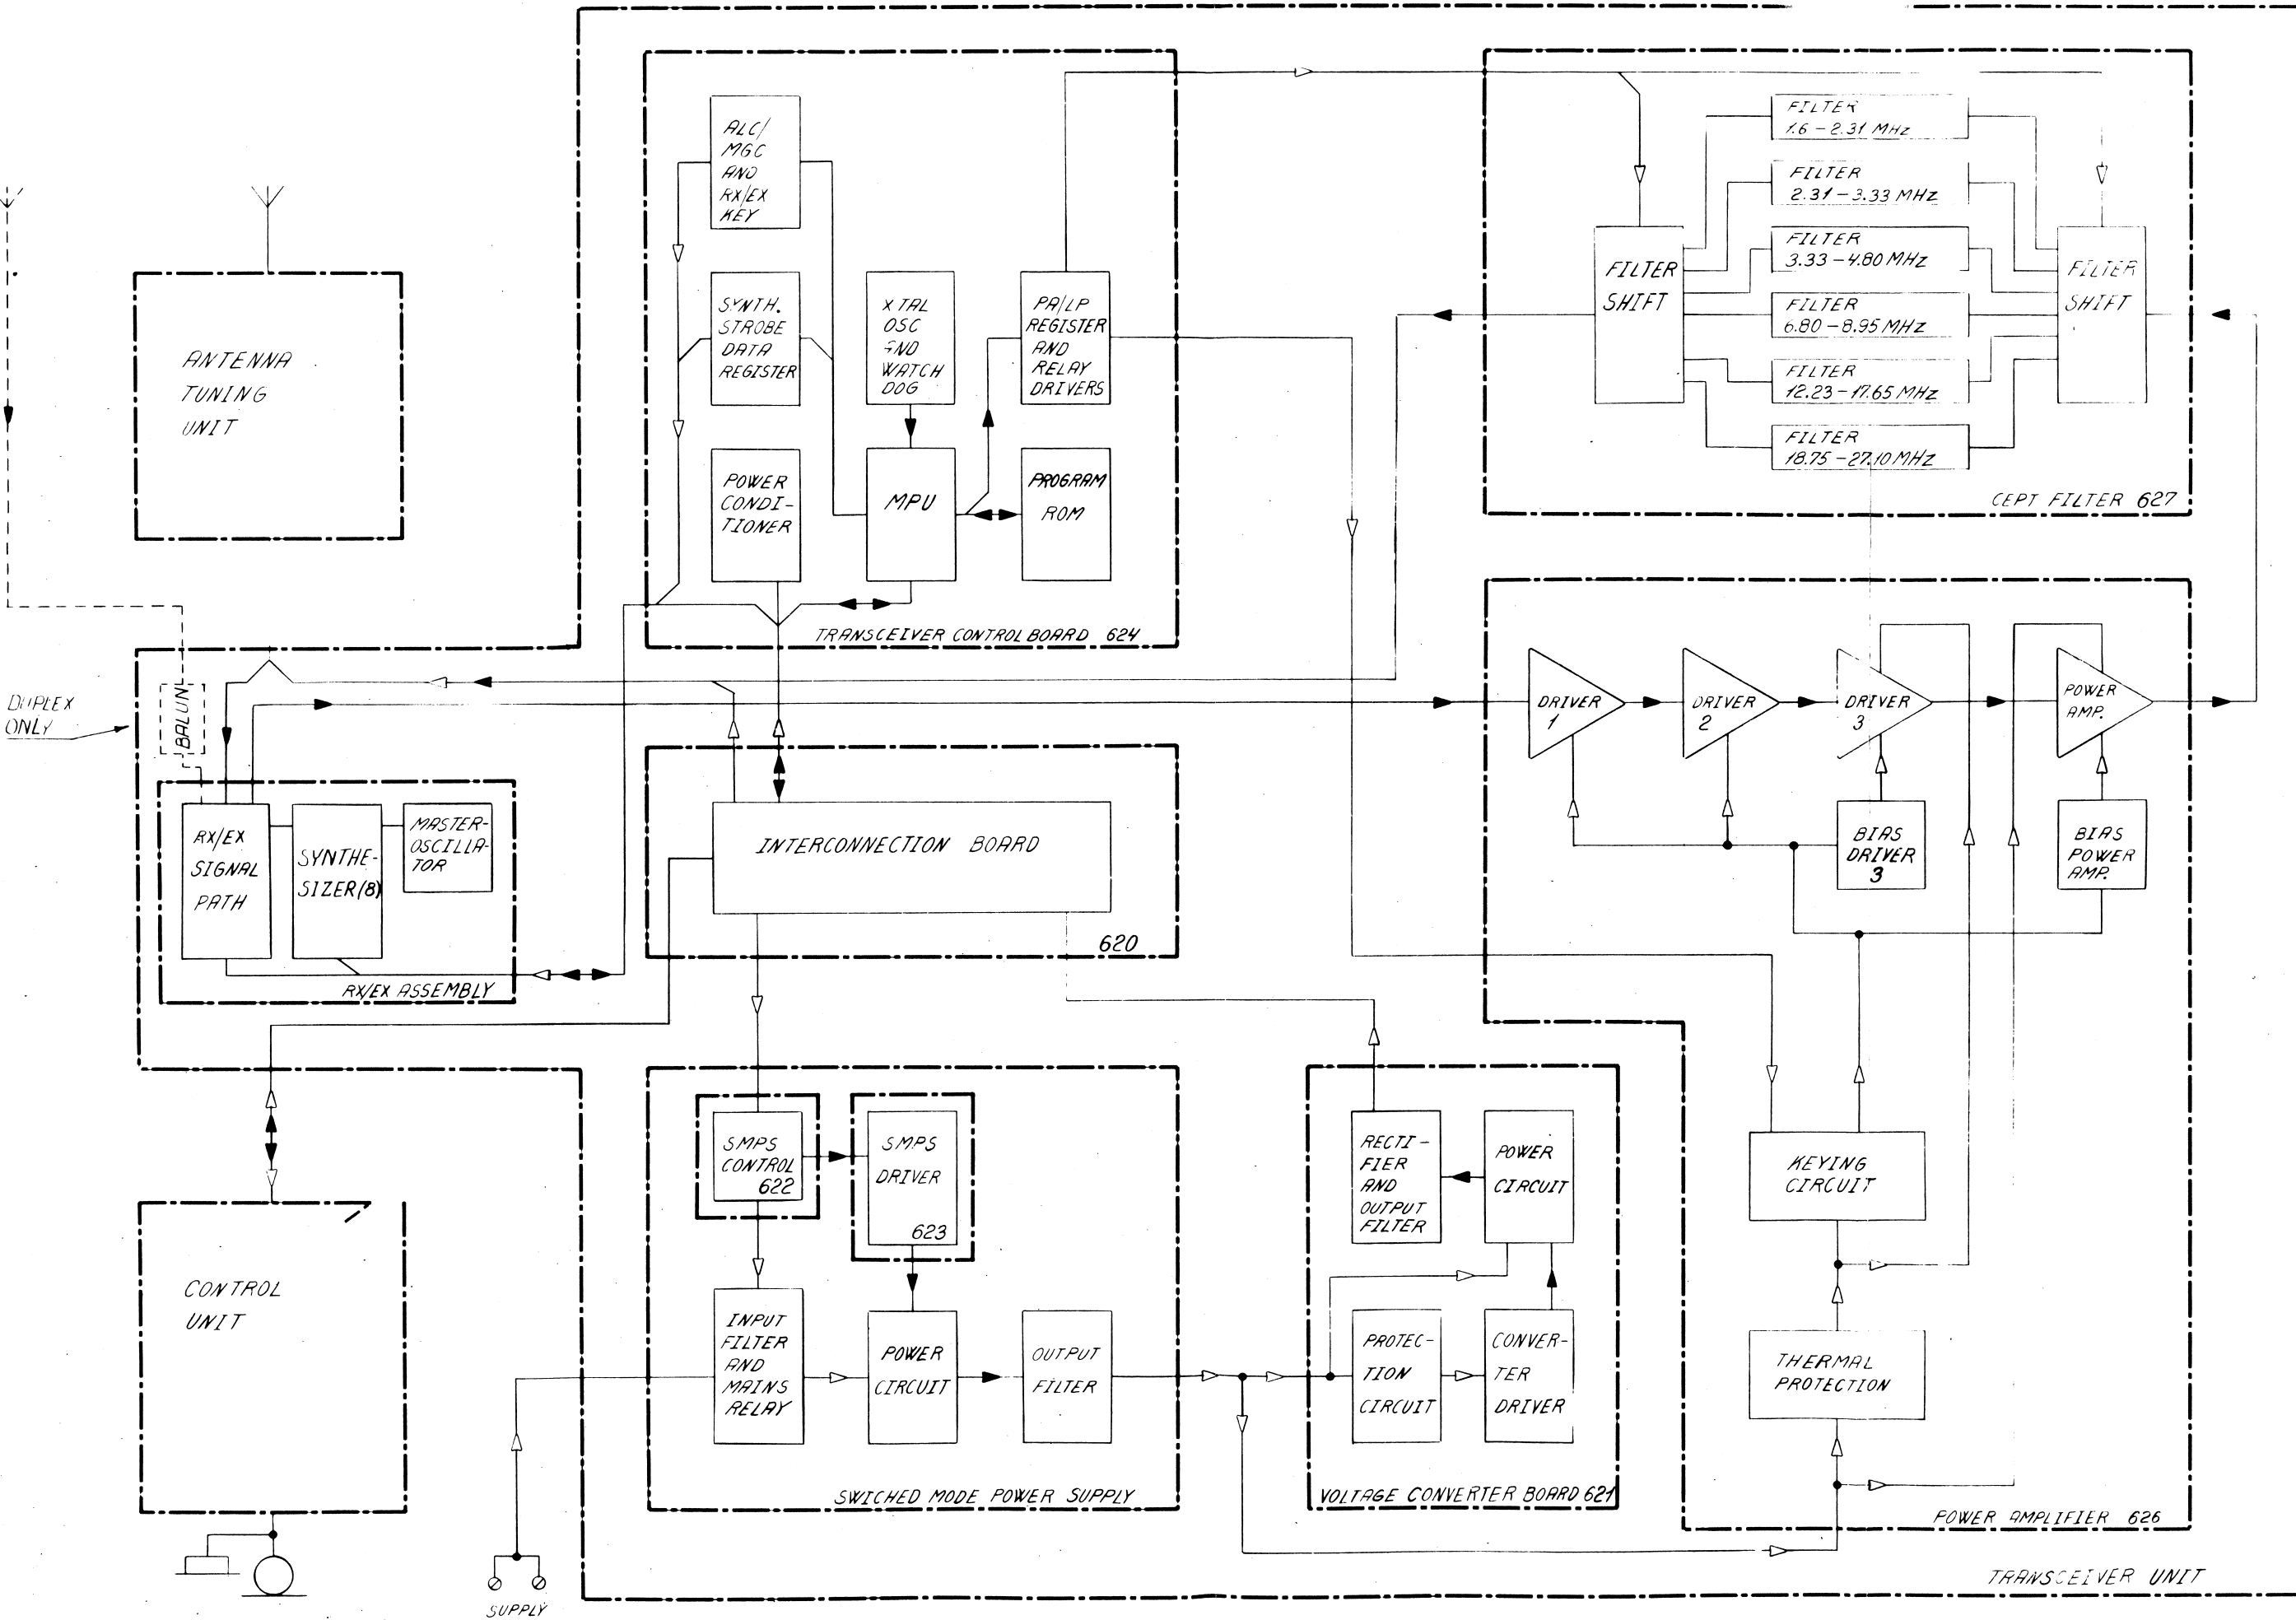 ANTENNA
TUNING
UNIT
DUPLEX
ONLY
BALUN
RX/EX
SIGNAL
PATH
SYNTHE-
SIZER(8)
MASTER-
OSCILLA-
TOR
RX/EX ASSEMBLY
CONTROL
UNIT
SUPPLY
ALC/
MGC
AND
RX/EX
KEY
SYNTH.
STROBE
DATA
REGISTER
XTAL
OSC
AND
WATCH
DOG
PA/LP
REGISTER
AND
RELAY
DRIVERS
POWER
CONDI-
TIONER
MPU
PROGRAM
ROM
TRANSCEIVER CONTROL BOARD 624
INTERCONNECTION BOARD
620
SMPS
CONTROL
622
SMPS
DRIVER
623
INPUT
FILTER
AND
MAINS
RELAY
POWER
CIRCUIT
OUTPUT
FILTER
SWICHED MODE POWER SUPPLY
RECTI-
FIER
AND
OUTPUT
FILTER
POWER
CIRCUIT
PROTEC-
TION
CIRCUIT
CONVER-
TER
DRIVER
VOLTAGE CONVERTER BOARD 621
FILTER
SHIFT
FILTER
1.6-2.31 MHz
FILTER
2.31-3.33 MHz
FILTER
3.33-4.80 MHz
FILTER
6.80-8.95 MHz
FILTER
12.23-17.65 MHz
FILTER
18.75-27.10 MHz
FILTER
SHIFT
CEPT FILTER 627
DRIVER
1
DRIVER
2
DRIVER
3
POWER
AMP.
BIAS
DRIVER
3
BIAS
POWER
AMP.
KEYING
CIRCUIT
THERMAL
PROTECTION
POWER AMPLIFIER 626
TRANSCEIVER UNIT